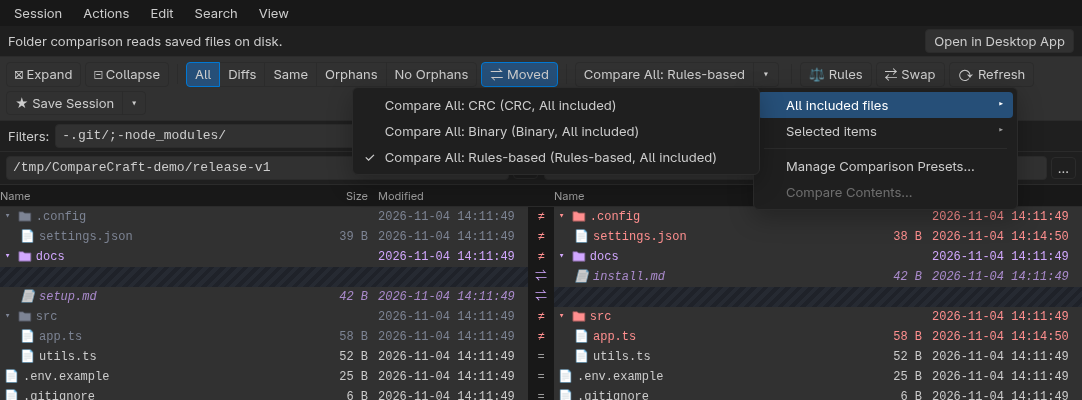 Session Actions Edit Search View
Folder comparison reads saved files on disk. Open in Desktop App
Expand Collapse All Diffs Same Orphans No Orphans Moved Compare All: Rules-based Rules Swap Refresh
Save Session
Compare All: CRC (CRC, All included)
Compare All: Binary (Binary, All included)
Compare All: Rules-based (Rules-based, All included)
All included files
Selected items
Manage Comparison Presets...
Compare Contents...
Filters: -.git/;-node_modules/
/tmp/CompareCraft-demo/release-v1 ...
Name Size Modified Name
.config 2026-11-04 14:11:49 ≠ .config 2026-11-04 14:11:49
settings.json 39 B 2026-11-04 14:11:49 ≠ settings.json 38 B 2026-11-04 14:14:50
docs 2026-11-04 14:11:49 ≠ docs 2026-11-04 14:11:49
⇌ install.md 42 B 2026-11-04 14:11:49
setup.md 42 B 2026-11-04 14:11:49 ⇌
src 2026-11-04 14:11:49 ≠ src 2026-11-04 14:11:49
app.ts 58 B 2026-11-04 14:11:49 ≠ app.ts 58 B 2026-11-04 14:14:50
utils.ts 52 B 2026-11-04 14:11:49 = utils.ts 52 B 2026-11-04 14:11:49
.env.example 25 B 2026-11-04 14:11:49 = .env.example 25 B 2026-11-04 14:11:49
.gitignore 6 B 2026-11-04 14:11:49 = .gitignore 6 B 2026-11-04 14:11:49